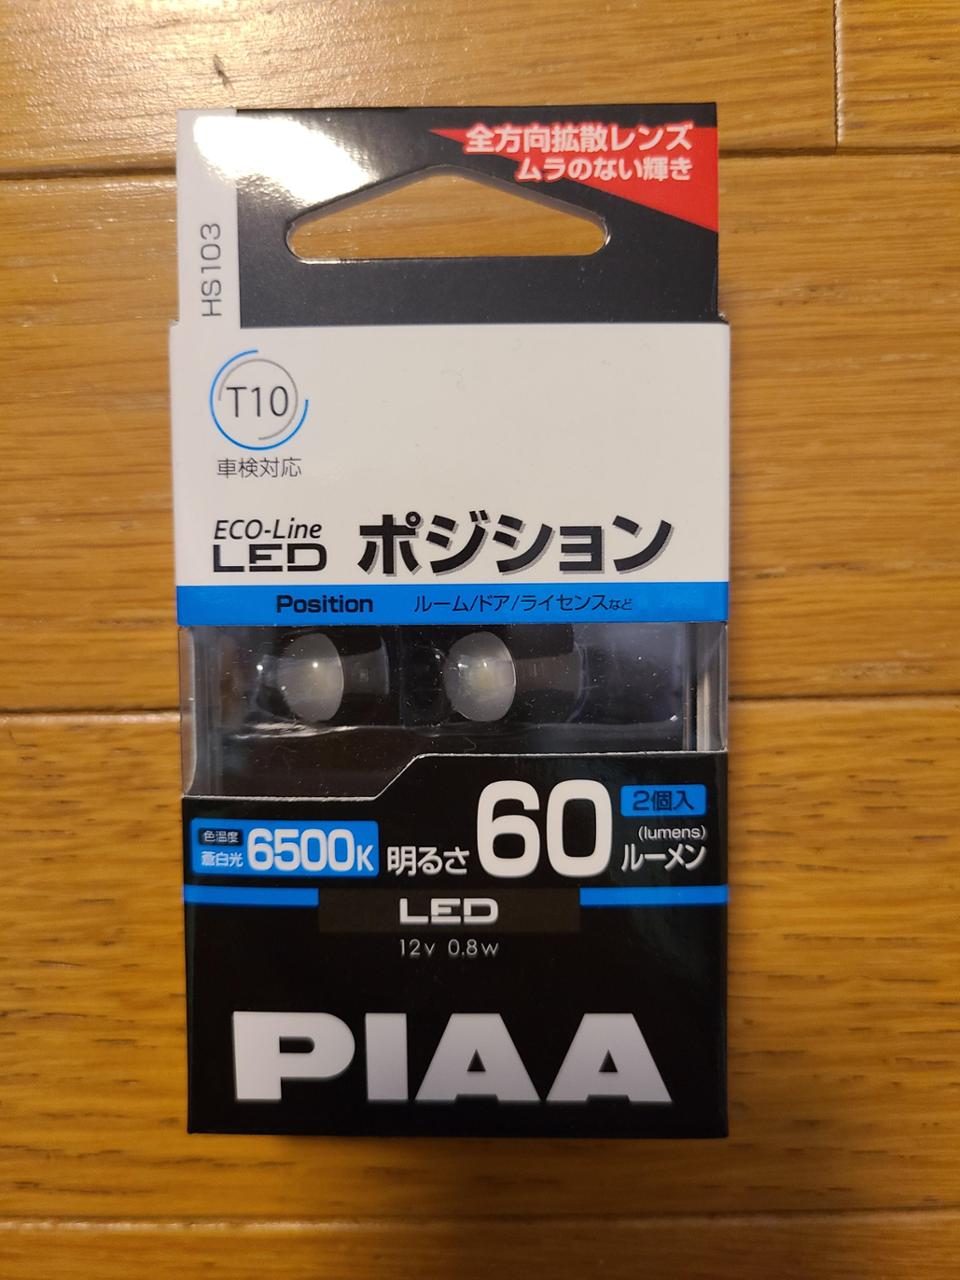 全方向拡散レンズ
ムラのない輝き
HS103
T10
車検対応
ECO-Line
LED
ポジション
Position ルーム/ドア/ライセンスなど
2個入
色温度
蒼白光
6500K
明るさ
60
(lumens)
ルーメン
LED
12v 0.8w
PIAA